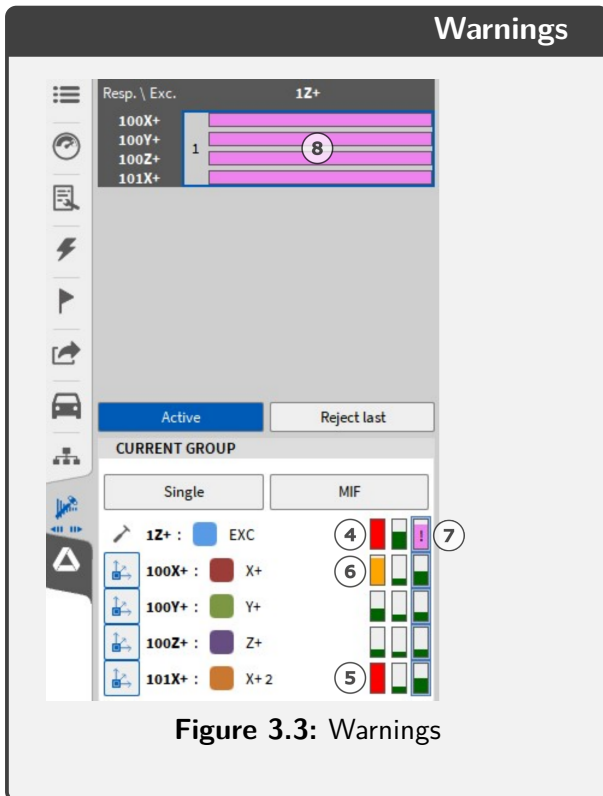 Warnings
Resp. \ Exc. 1Z+
100X+
100Y+
1
8
100Z+
101X+
Active Reject last
CURRENT GROUP
Single MIF
1Z+ : EXC 4 ! 7
100X+ : X+ 6
100Y+ : Y+
100Z+ : Z+
101X+ : X+ 2 5
Figure 3.3: Warnings